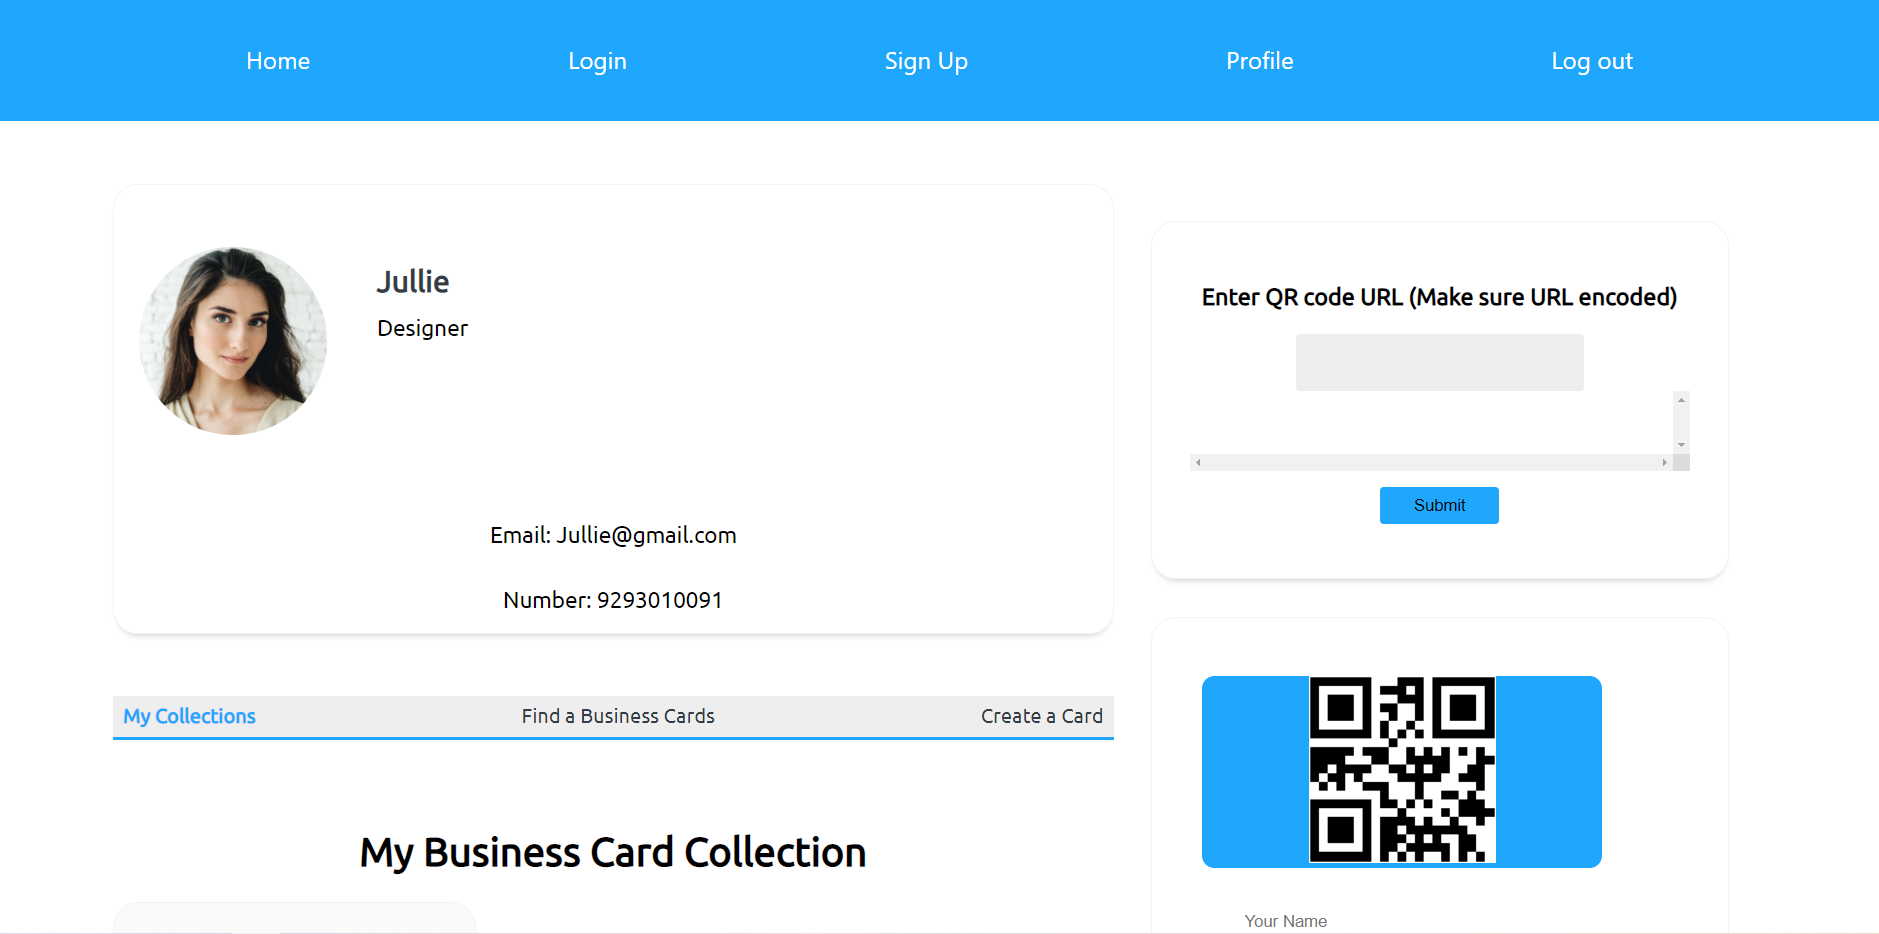 Home Login Sign Up Profile Log out
Jullie
Designer
Email: Jullie@gmail.com
Number: 9293010091
My Collections Find a Business Cards Create a Card
My Business Card Collection
Enter QR code URL (Make sure URL encoded)
Submit
Your Name